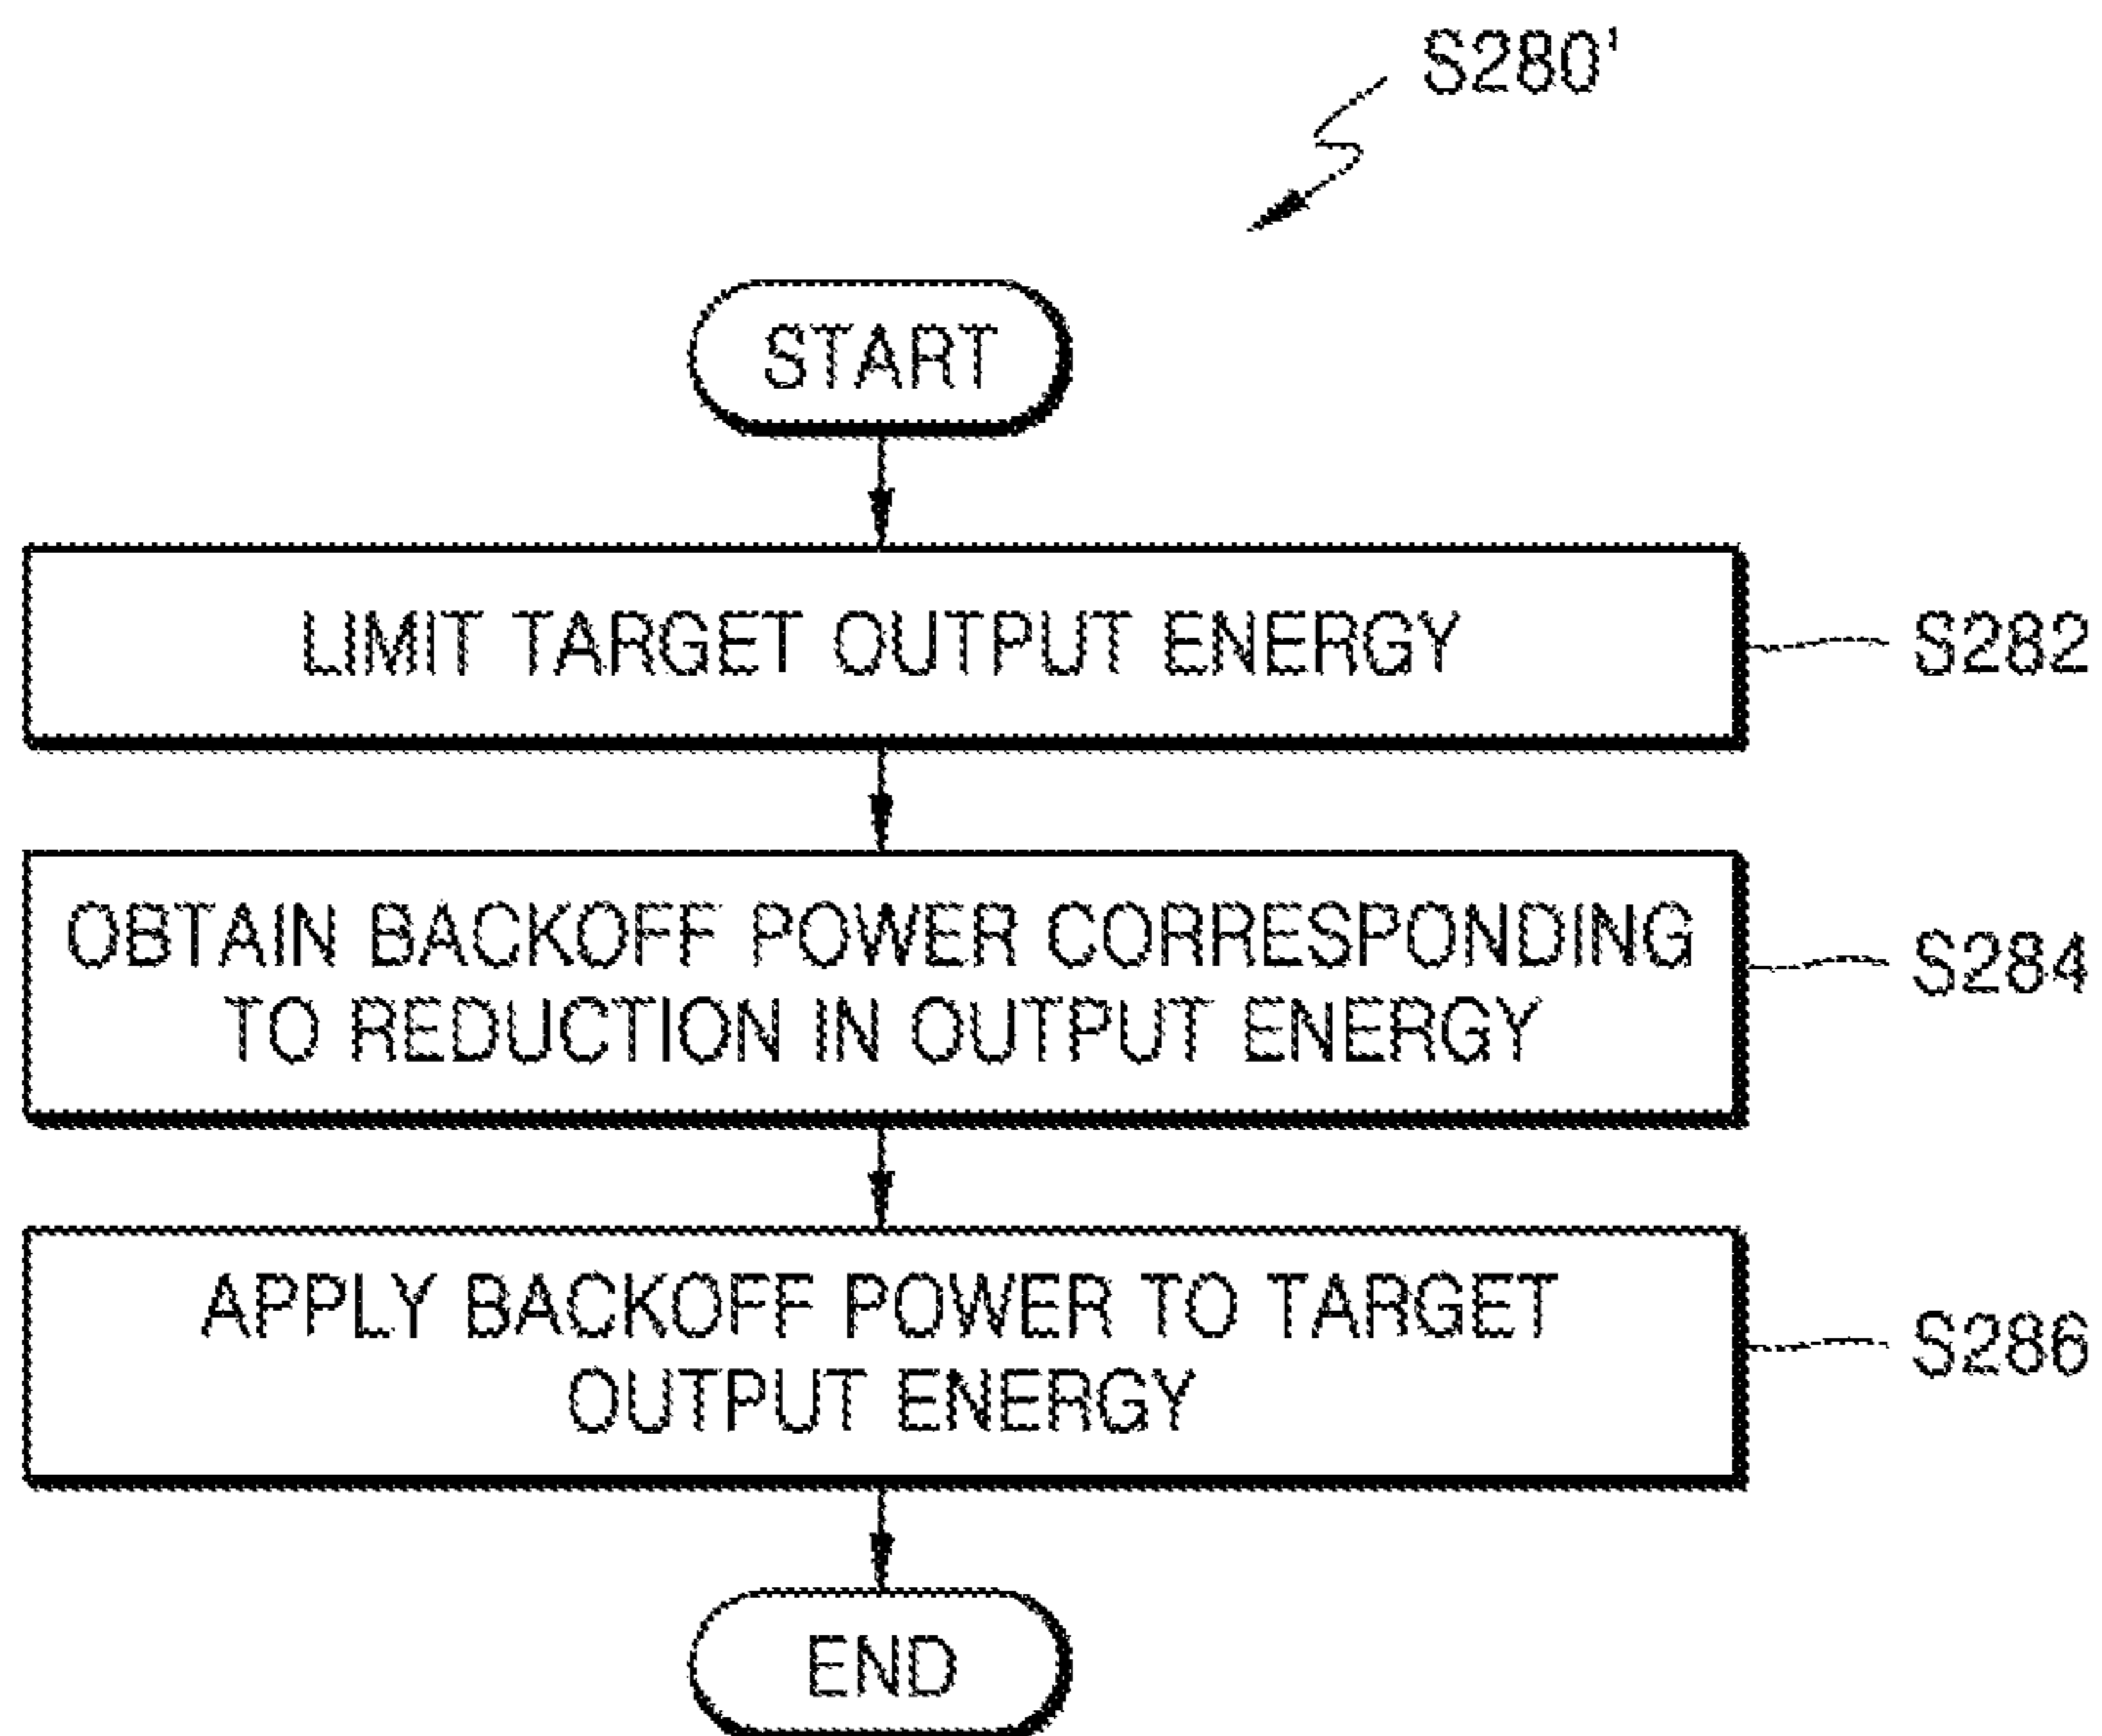 S280'
START
LIMIT TARGET OUTPUT ENERGY
S282
OBTAIN BACKOFF POWER CORRESPONDING
TO REDUCTION IN OUTPUT ENERGY
S284
APPLY BACKOFF POWER TO TARGET
OUTPUT ENERGY
S286
END